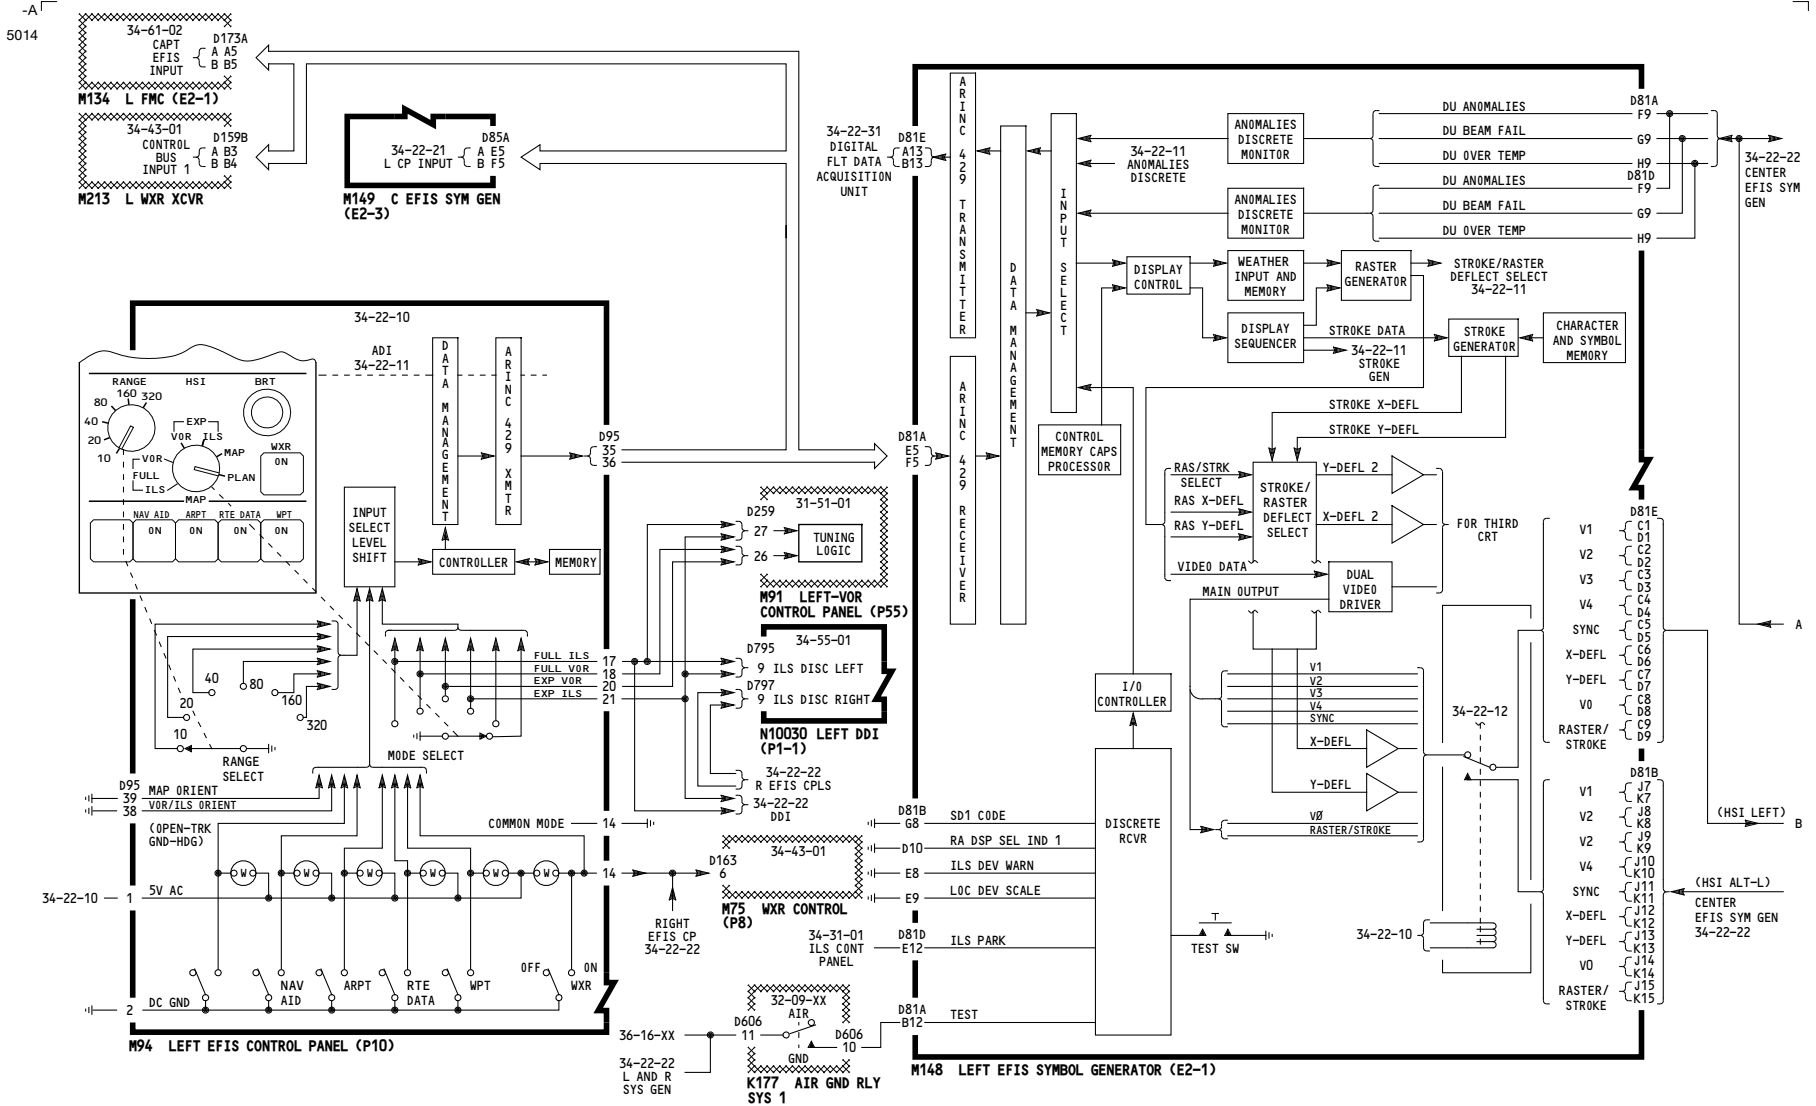 -A
5014
34-61-02
CAPT
EFIS
INPUT
D173A
A A5
B B5
M134 L FMC (E2-1)
34-43-01
CONTROL
BUS
INPUT 1
D159B
A B3
B B4
M213 L WXR XCVR
34-22-21
L CP INPUT
D85A
A E5
B F5
M149 C EFIS SYM GEN
(E2-3)
34-22-31
DIGITAL
FLT DATA
ACQUISITION
UNIT
D81E
A13
B13
ARINC 429 TRANSMITTER
DATA MANAGEMENT
INPUT SELECT
34-22-11
ANOMALIES
DISCRETE
ANOMALIES
DISCRETE
MONITOR
ANOMALIES
DISCRETE
MONITOR
DU ANOMALIES
DU BEAM FAIL
DU OVER TEMP
DU ANOMALIES
DU BEAM FAIL
DU OVER TEMP
D81A
F9
G9
H9
D81D
F9
G9
H9
34-22-22
CENTER
EFIS SYM
GEN
DISPLAY
CONTROL
WEATHER
INPUT AND
MEMORY
RASTER
GENERATOR
STROKE/RASTER
DEFLECT SELECT
34-22-11
DISPLAY
SEQUENCER
STROKE DATA
34-22-11
STROKE
GEN
STROKE
GENERATOR
CHARACTER
AND SYMBOL
MEMORY
STROKE X-DEFL
STROKE Y-DEFL
CONTROL
MEMORY CAPS
PROCESSOR
ARINC 429 RECEIVER
D81A
E5
F5
RAS/STRK
SELECT
RAS X-DEFL
RAS Y-DEFL
STROKE/
RASTER
DEFLECT
SELECT
Y-DEFL 2
X-DEFL 2
FOR THIRD
CRT
VIDEO DATA
MAIN OUTPUT
DUAL
VIDEO
DRIVER
V1
V2
V3
V4
SYNC
X-DEFL
Y-DEFL
VØ
RASTER/STROKE
34-22-12
34-22-10
D81E
V1 C1 D1
V2 C2 D2
V3 C3 D3
V4 C4 D4
SYNC C5 D5
X-DEFL C6 D6
Y-DEFL C7 D7
V0 C8 D8
RASTER/
STROKE C9 D9
D81B
V1 J7 K7
V2 J8 K8
V2 J9 K9
V4 J10 K10
SYNC J11 K11
X-DEFL J12 K12
Y-DEFL J13 K13
V0 J14 K14
RASTER/
STROKE J15 K15
A
(HSI LEFT)
B
(HSI ALT-L)
CENTER
EFIS SYM GEN
34-22-22
I/O
CONTROLLER
DISCRETE
RCVR
TEST SW
D81B
G8 SD1 CODE
D10 RA DSP SEL IND 1
E8 ILS DEV WARN
E9 LOC DEV SCALE
34-31-01
ILS CONT
PANEL
D81D
E12 ILS PARK
D81A
B12 TEST
M148 LEFT EFIS SYMBOL GENERATOR (E2-1)
34-22-10
ADI
34-22-11
RANGE HSI BRT
10
20
40
80
160
320
EXP
VOR ILS
MAP
PLAN
VOR
FULL
ILS
WXR
ON
MAP
NAV AID ARPT RTE DATA WPT
ON ON ON ON
INPUT
SELECT
LEVEL
SHIFT
DATA MANAGEMENT
ARINC 429 XMTR
CONTROLLER
MEMORY
D95
35
36
FULL ILS 17
FULL VOR 18
EXP VOR 20
EXP ILS 21
10
20
40
80
160
320
RANGE
SELECT
MODE SELECT
D95
39 MAP ORIENT
38 VOR/ILS ORIENT
(OPEN-TRK
GND-HDG)
COMMON MODE 14
W W W W W W
14
34-22-10 1 5V AC
NAV
AID
ARPT
RTE
DATA
WPT
OFF ON
WXR
2 DC GND
M94 LEFT EFIS CONTROL PANEL (P10)
31-51-01
D259
27
26
TUNING
LOGIC
M91 LEFT-VOR
CONTROL PANEL (P55)
34-55-01
D795
9 ILS DISC LEFT
D797
9 ILS DISC RIGHT
N10030 LEFT DDI
(P1-1)
34-22-22
R EFIS CPLS
34-22-22
DDI
34-43-01
D163
6
M75 WXR CONTROL
(P8)
RIGHT
EFIS CP
34-22-22
32-09-XX
AIR
GND
D606
11
D606
10
K177 AIR GND RLY
SYS 1
36-16-XX
34-22-22
L AND R
SYS GEN